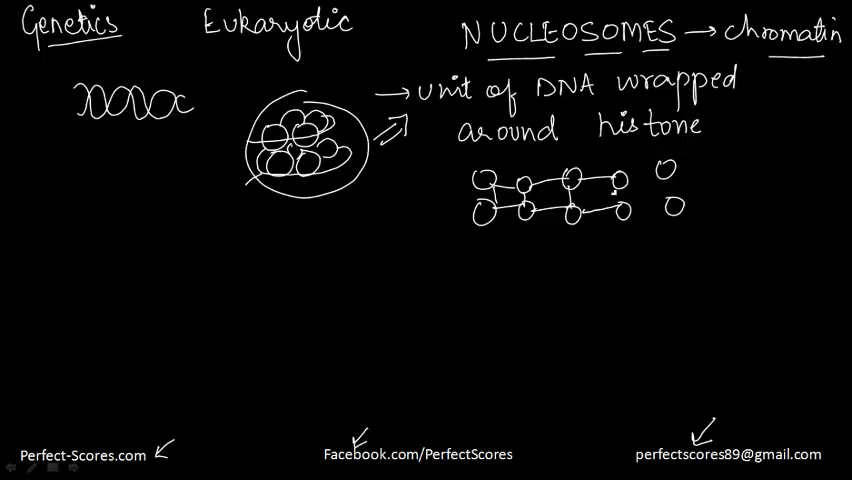 Genetics Eukaryotic NUCLEOSOMES → chromatin
→ unit of DNA wrapped
around histone
Perfect-Scores.com Facebook.com/PerfectScores perfectscores89@gmail.com